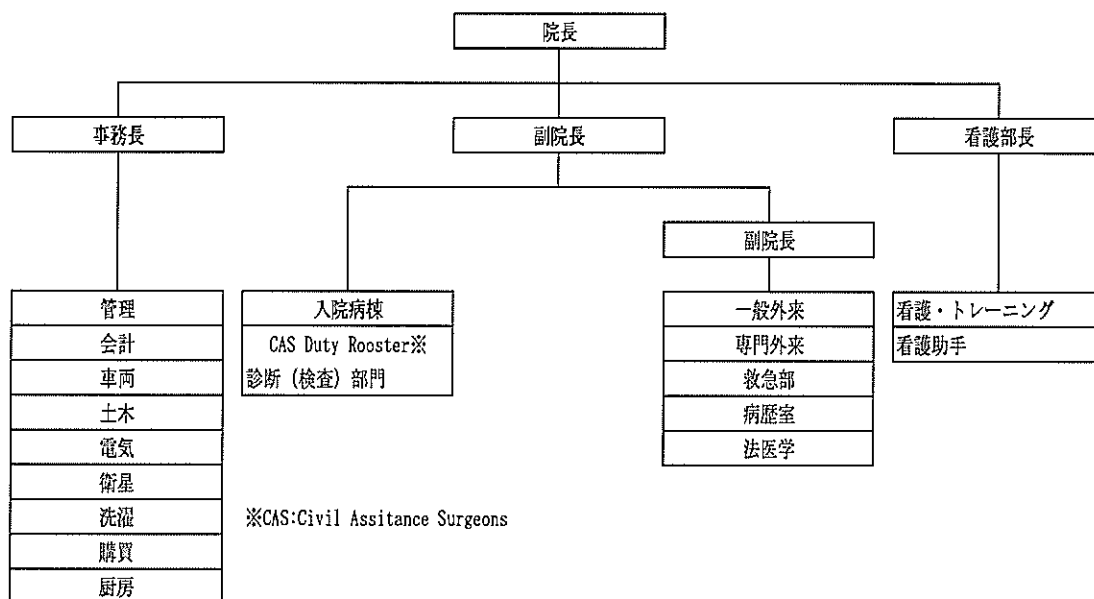 院長
事務長
副院長
看護部長
副院長
管理
会計
車両
土木
電気
衛星
洗濯
購買
厨房
入院病棟
CAS Duty Rooster※
診断(検査)部門
一般外来
専門外来
救急部
病歴室
法医学
看護・トレーニング
看護助手
※CAS:Civil Assitance Surgeons